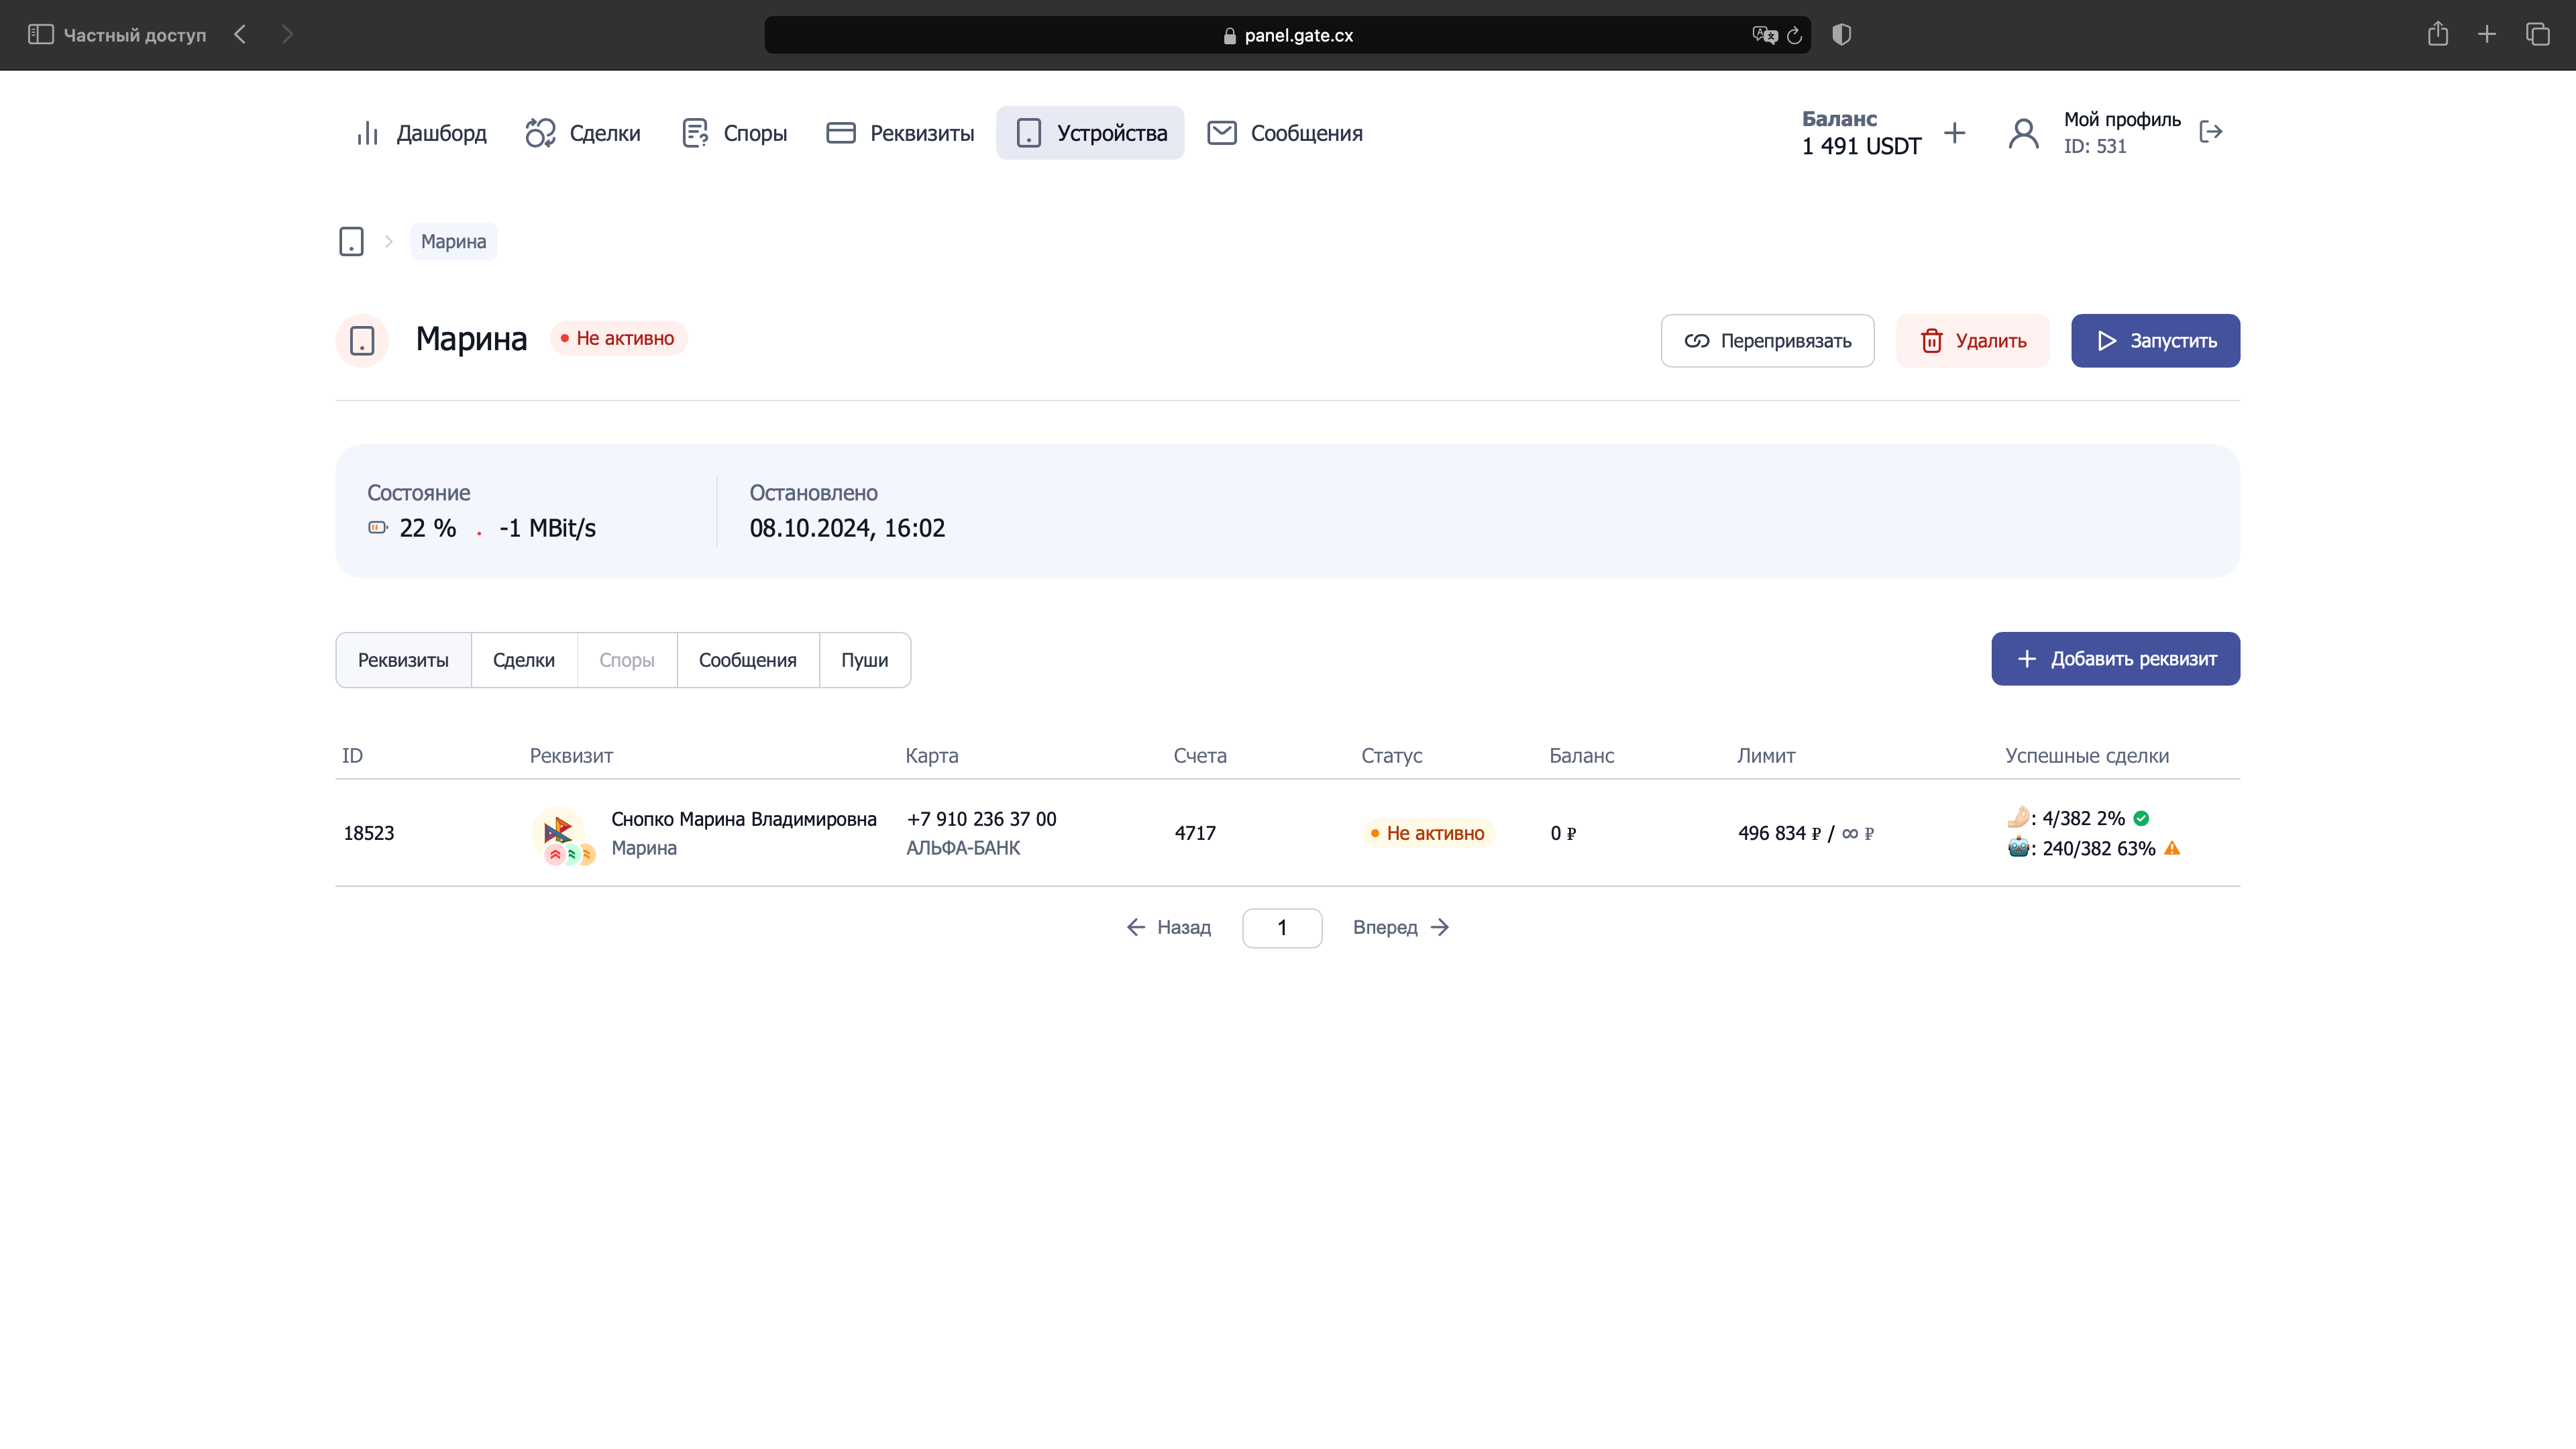 Частный доступ
panel.gate.cx
Дашборд
Сделки
Споры
Реквизиты
Устройства
Сообщения
Баланс
1 491 USDT
Мой профиль
ID: 531
Марина
Марина
Не активно
Перепривязать
Удалить
Запустить
Состояние
22 % . -1 MBit/s
Остановлено
08.10.2024, 16:02
Реквизиты
Сделки
Споры
Сообщения
Пуши
Добавить реквизит
ID
Реквизит
Карта
Счета
Статус
Баланс
Лимит
Успешные сделки
18523
Снопко Марина Владимировна
Марина
+7 910 236 37 00
АЛЬФА-БАНК
4717
Не активно
0 ₽
496 834 ₽ / ∞ ₽
: 4/382 2%
: 240/382 63%
Назад
1
Вперед